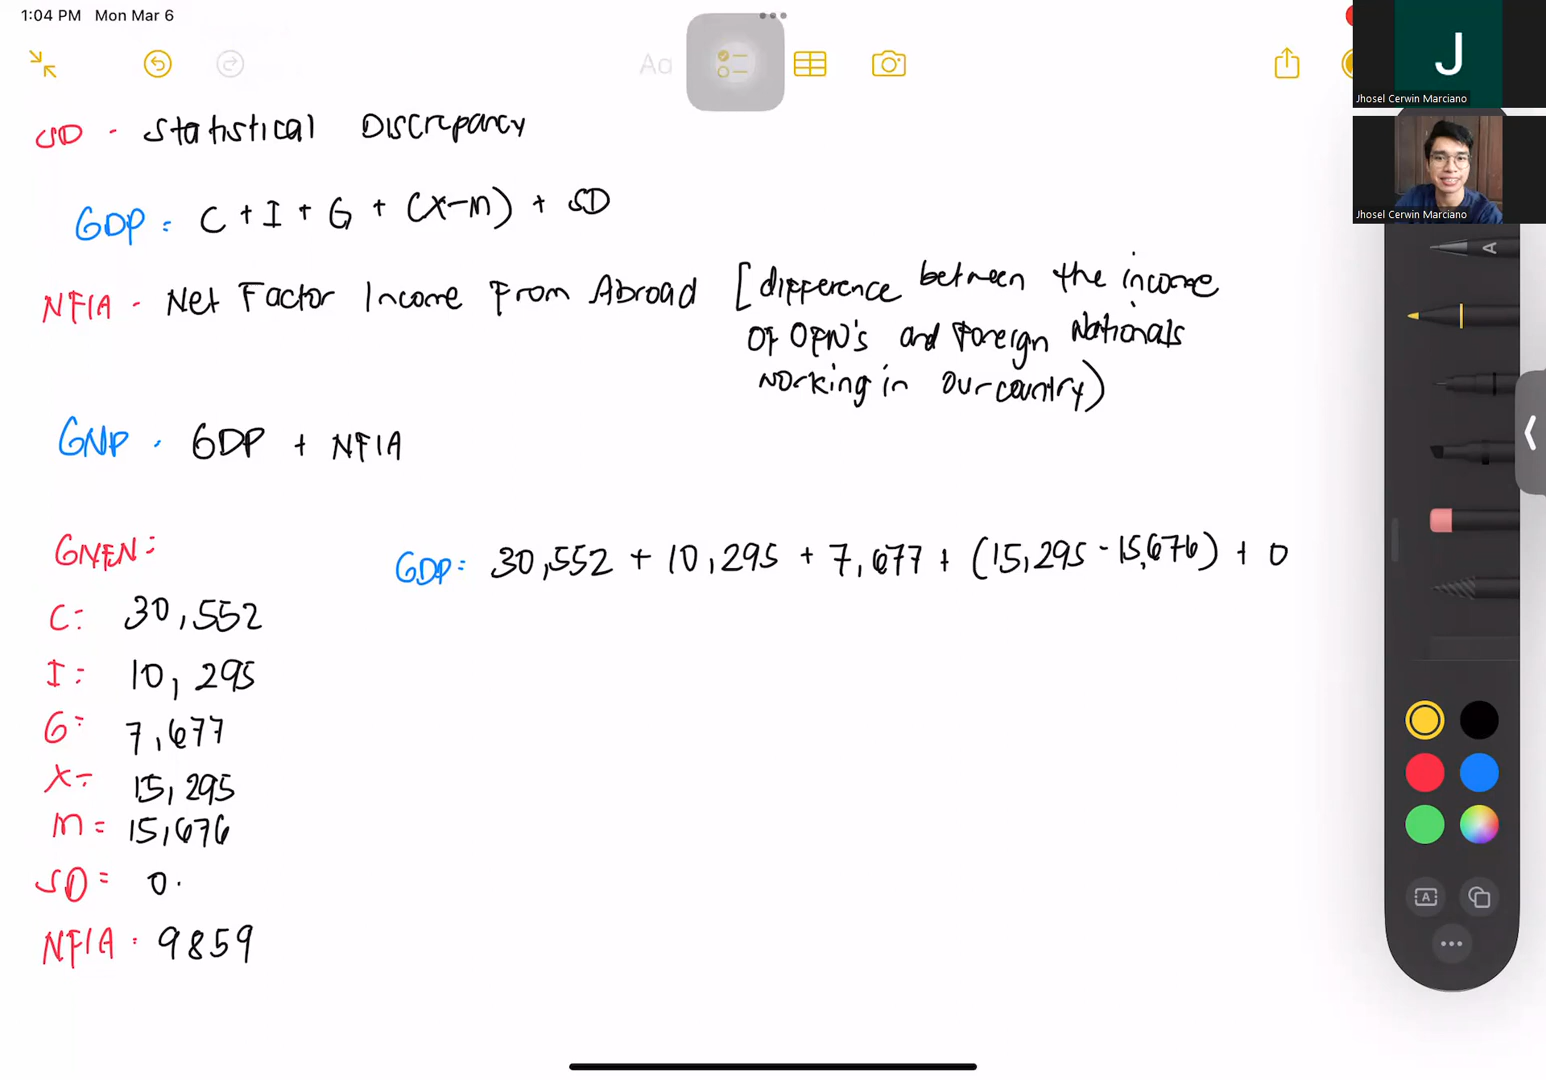 1:04 PM Mon Mar 6
Aa
J
Jhosel Cerwin Marciano
Jhosel Cerwin Marciano
SD - Statistical Discrepancy
GDP = C + I + G + (X-M) + SD
NFIA - Net Factor Income From Abroad [difference between the income
of OFW's and Foreign Nationals
working in our country)
GNP = GDP + NFIA
GIVEN:
GDP = 30,552 + 10,295 + 7,677 + (15,295 - 15,676) + 0
C = 30,552
I = 10,295
G = 7,677
X = 15,295
M = 15,676
SD = 0.
NFIA = 9859
A
A